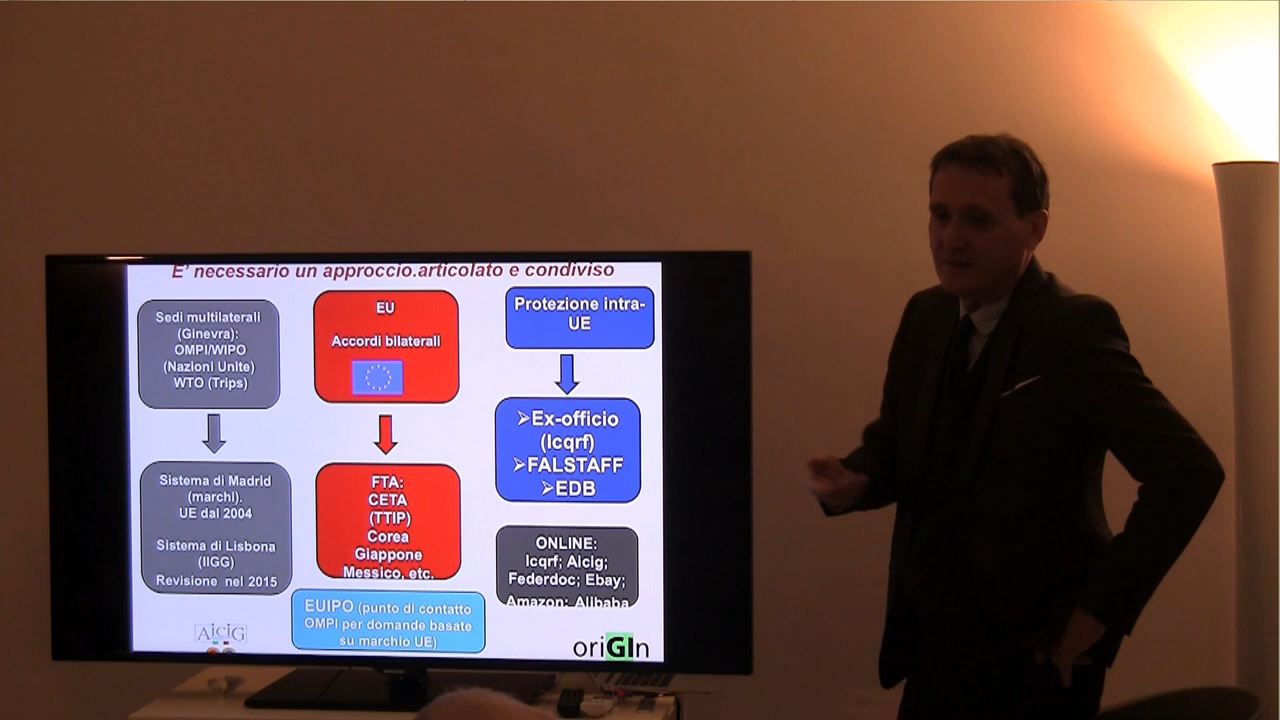 E' necessario un approccio.articolato e condiviso
Sedi multilaterali
(Ginevra):
OMPI/WIPO
(Nazioni Unite)
WTO (Trips)
Sistema di Madrid
(marchi).
UE dal 2004
Sistema di Lisbona
(IIGG)
Revisione nel 2015
EU
Accordi bilaterali
FTA:
CETA
(TTIP)
Corea
Giappone
Messico, etc.
Protezione intra-
UE
➢Ex-officio
(Icqrf)
➢FALSTAFF
➢EDB
ONLINE:
Icqrf; Aicig;
Federdoc; Ebay;
Amazon; Alibaba
EUIPO (punto di contatto
OMPI per domande basate
su marchio UE)
AICIG
oriGIn